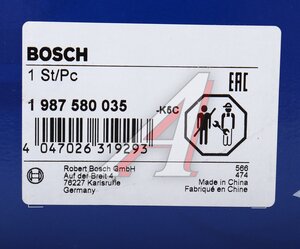 BOSCH
1 St/Pc
1 987 580 035
-K6C
EAC
4 047026 319293
Robert Bosch GmbH
Auf der Breit 4
76227 Karlsruhe
Germany
566
474
Made in China
Fabriqué en Chine